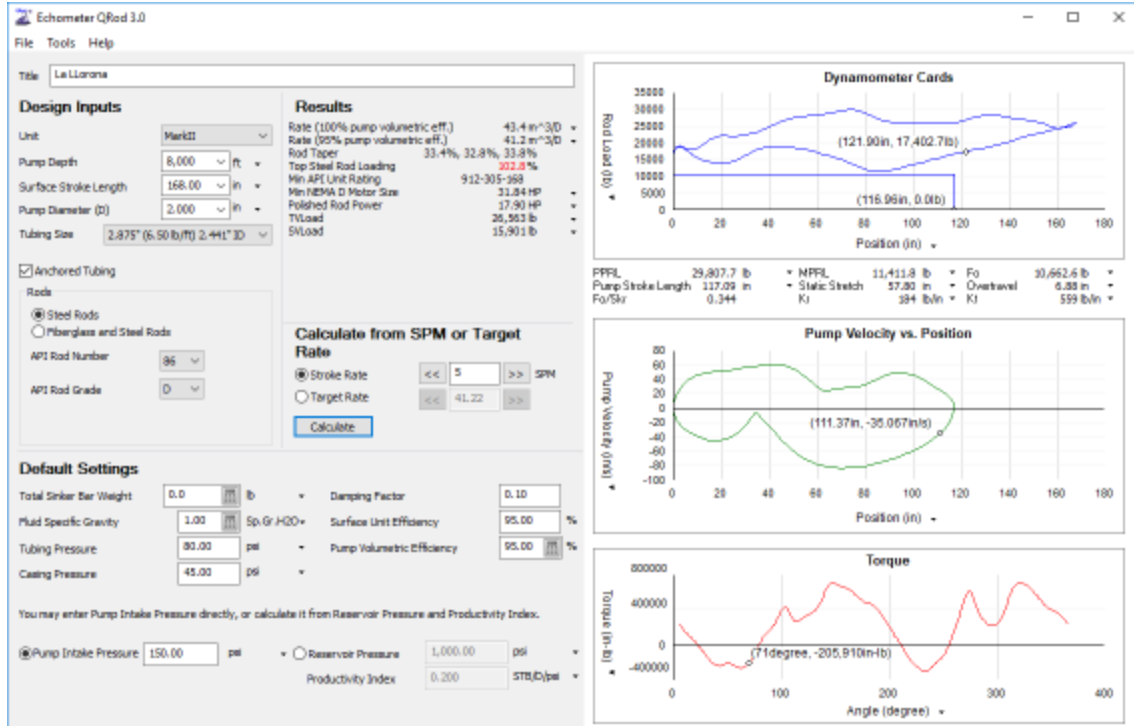 Echometer QRod 3.0
File Tools Help
Title La LLorona
Design Inputs
Unit MarkII
Pump Depth 8,000 ft
Surface Stroke Length 168.00 in
Pump Diameter (D) 2.000 in
Tubing Size 2.875" (6.50 lb/ft) 2.441" ID
Anchored Tubing
Rods
Steel Rods
Fiberglass and Steel Rods
API Rod Number 86
API Rod Grade D
Results
Rate (100% pump volumetric eff.) 43.4 m^3/D
Rate (95% pump volumetric eff.) 41.2 m^3/D
Rod Taper 33.4%, 32.8%, 33.8%
Top Steel Rod Loading 102.8%
Min API Unit Rating 912-305-168
Min NEMA D Motor Size 31.84 HP
Polished Rod Power 17.90 HP
TVLoad 26,563 lb
SVLoad 15,901 lb
Calculate from SPM or Target
Rate
Stroke Rate << 5 >> SPM
Target Rate << 41.22 >>
Calculate
Default Settings
Total Sinker Bar Weight 0.0 lb
Fluid Specific Gravity 1.00 Sp.Gr.H2O
Tubing Pressure 80.00 psi
Casing Pressure 45.00 psi
Damping Factor 0.10
Surface Unit Efficiency 95.00 %
Pump Volumetric Efficiency 95.00 %
You may enter Pump Intake Pressure directly, or calculate it from Reservoir Pressure and Productivity Index.
Pump Intake Pressure 150.00 psi
Reservoir Pressure 1,000.00 psi
Productivity Index 0.200 STB/D/psi
Dynamometer Cards
Rod Load (lb)
35000
30000
25000
20000
15000
10000
5000
0
(121.90in, 17,402.7lb)
(116.96in, 0.0lb)
0 20 40 60 80 100 120 140 160 180
Position (in)
PPRL 29,807.7 lb MPRL 11,411.8 lb Fo 10,662.6 lb
Pump Stroke Length 117.09 in Static Stretch 57.80 in Overtravel 6.88 in
Fo/Skr 0.344 Kr 184 lb/in Kt 559 lb/in
Pump Velocity vs. Position
Pump Velocity (in/s)
80
60
40
20
0
-20
-40
-60
-80
-100
(111.37in, -35.067in/s)
0 20 40 60 80 100 120 140 160 180
Position (in)
Torque
Torque (in-lb)
800000
400000
0
-400000
(71degree, -205,910in-lb)
0 100 200 300 400
Angle (degree)